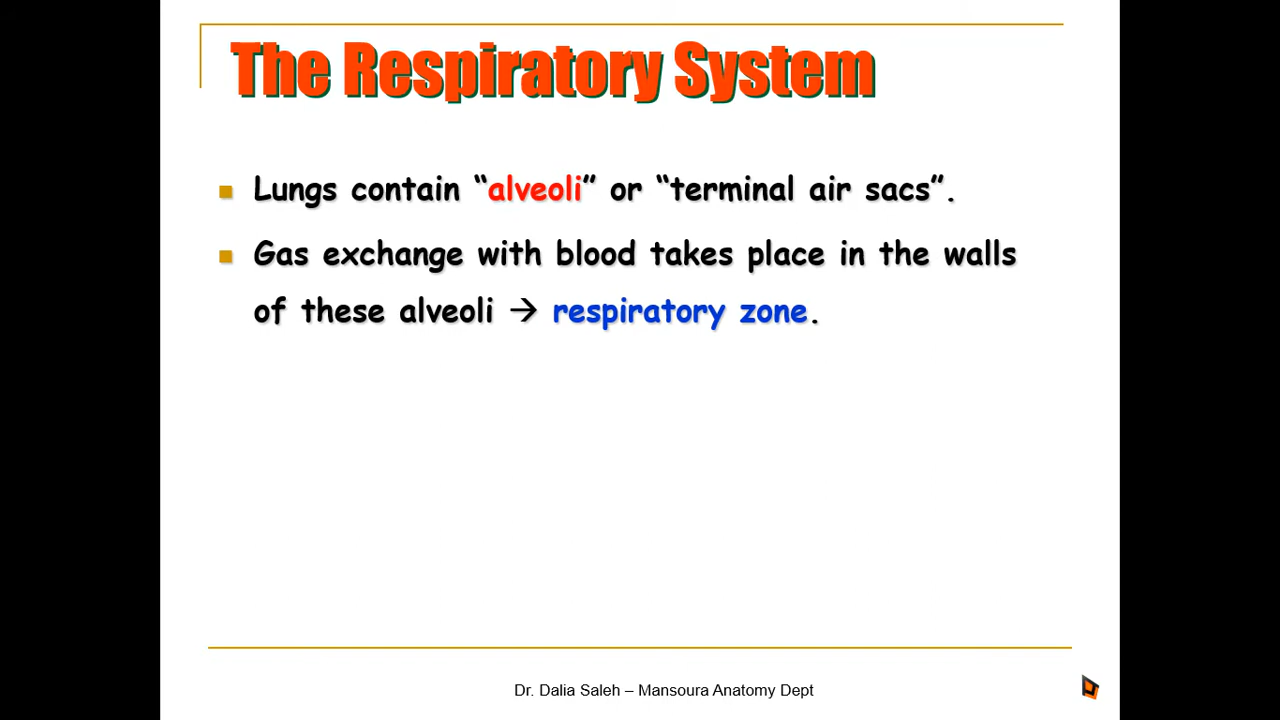 The Respiratory System
Lungs contain “alveoli” or “terminal air sacs”.
Gas exchange with blood takes place in the walls
of these alveoli → respiratory zone.
Dr. Dalia Saleh – Mansoura Anatomy Dept